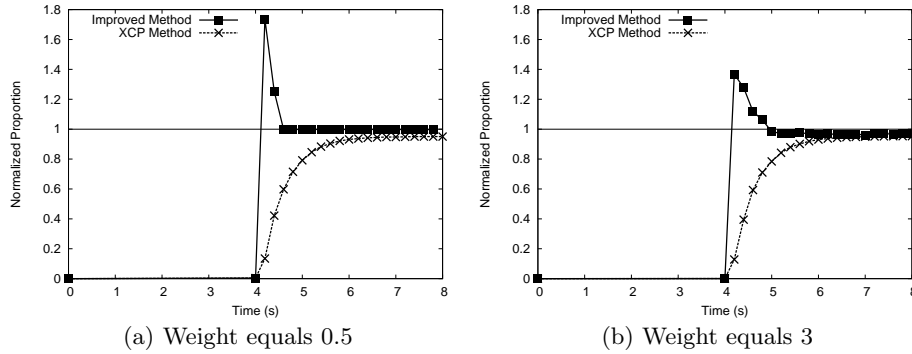 Normalized Proportion
1.8
1.6
1.4
1.2
1
0.8
0.6
0.4
0.2
0
Improved Method
XCP Method
0 1 2 3 4 5 6 7 8
Time (s)
(a) Weight equals 0.5
Normalized Proportion
1.8
1.6
1.4
1.2
1
0.8
0.6
0.4
0.2
0
Improved Method
XCP Method
0 1 2 3 4 5 6 7 8
Time (s)
(b) Weight equals 3